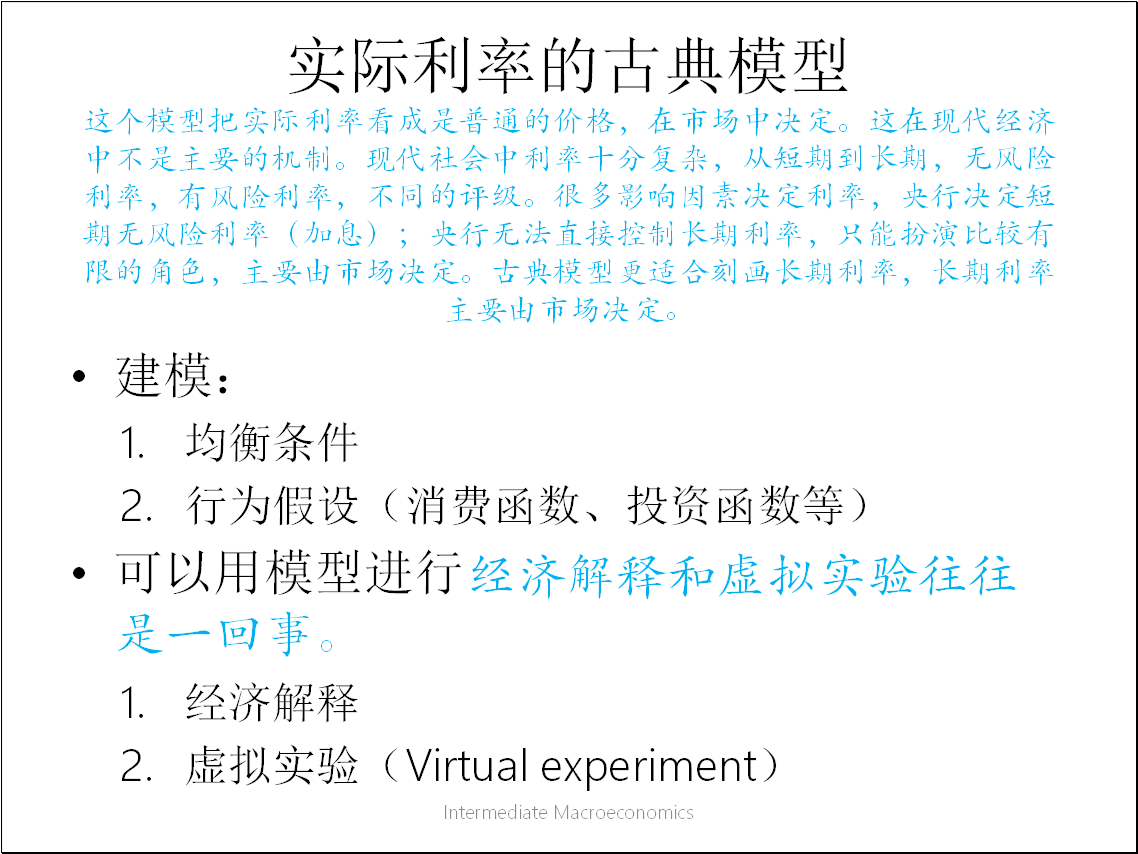 实际利率的古典模型
这个模型把实际利率看成是普通的价格，在市场中决定。这在现代经济
中不是主要的机制。现代社会中利率十分复杂，从短期到长期，无风险
利率，有风险利率，不同的评级。很多影响因素决定利率，央行决定短
期无风险利率（加息）；央行无法直接控制长期利率，只能扮演比较有
限的角色，主要由市场决定。古典模型更适合刻画长期利率，长期利率
主要由市场决定。
• 建模：
1. 均衡条件
2. 行为假设（消费函数、投资函数等）
• 可以用模型进行经济解释和虚拟实验往往
是一回事。
1. 经济解释
2. 虚拟实验（Virtual experiment）
Intermediate Macroeconomics